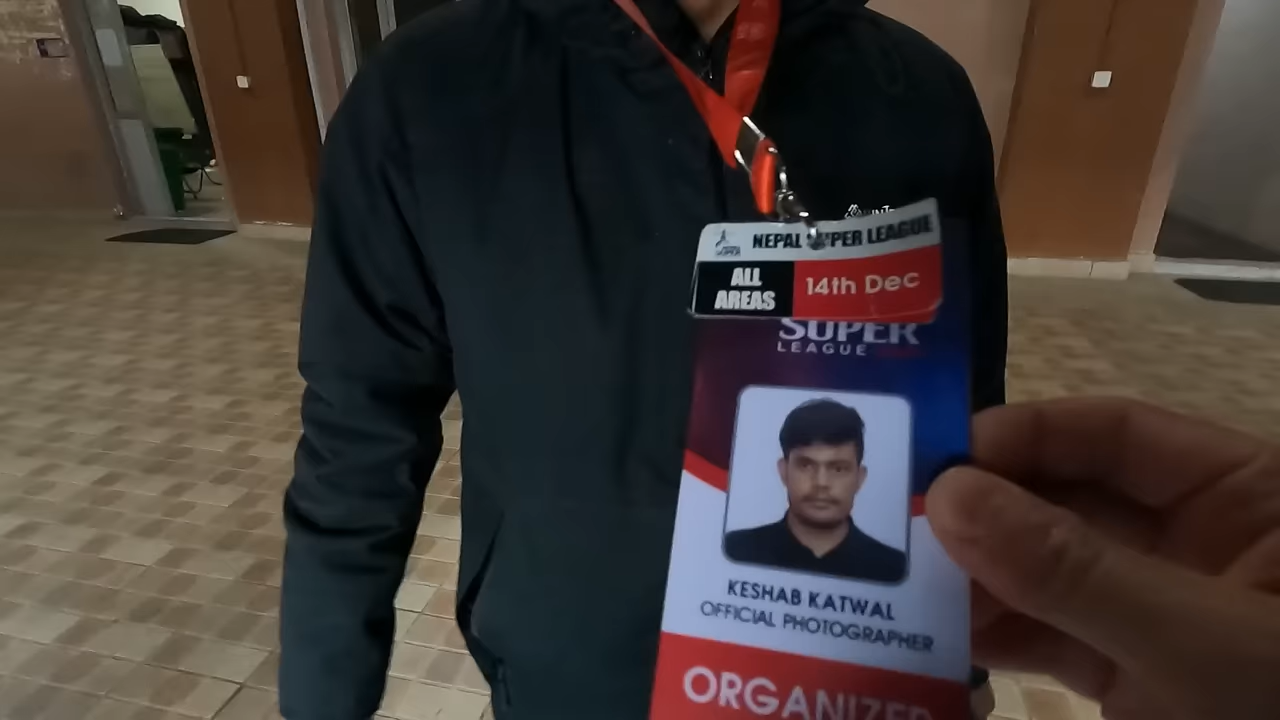 NEPAL SUPER LEAGUE
ALL AREAS
14th Dec
SUPER
LEAGUE
KESHAB KATWAL
OFFICIAL PHOTOGRAPHER
ORGANIZED